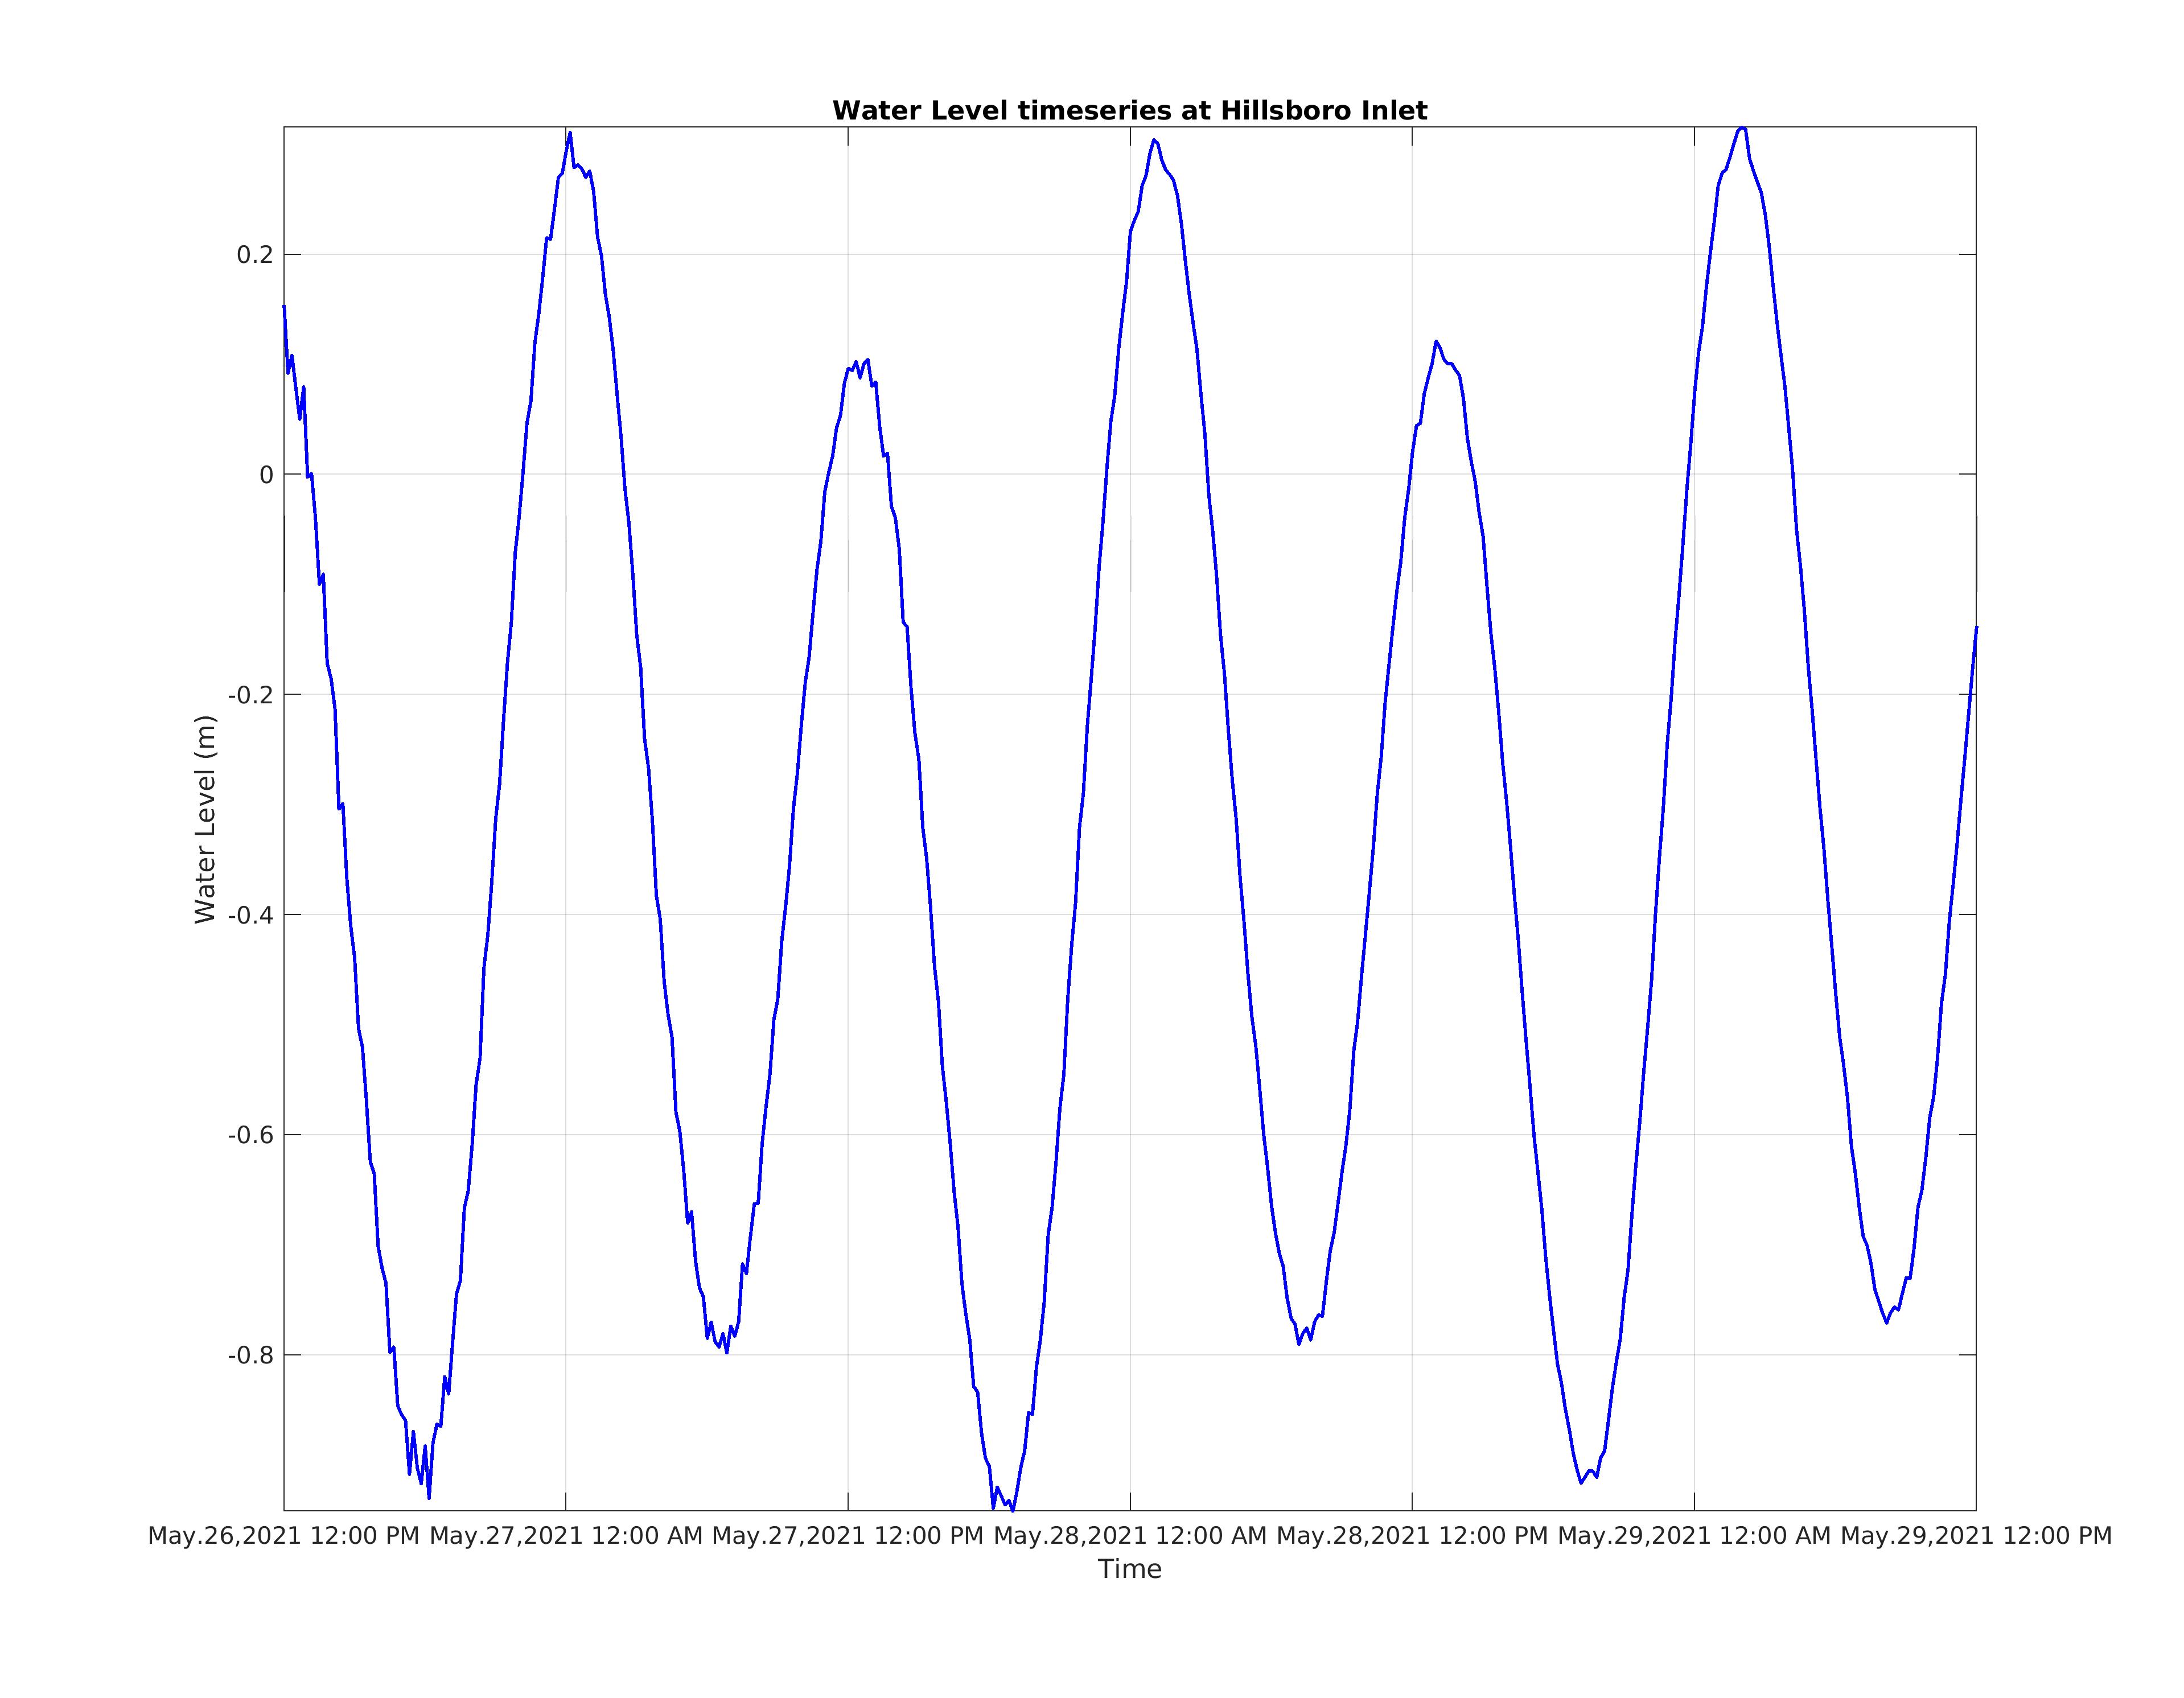 Water Level timeseries at Hillsboro Inlet
0.2
0
-0.2
-0.4
-0.6
-0.8
Water Level (m)
May.26,2021 12:00 PM May.27,2021 12:00 AM May.27,2021 12:00 PM May.28,2021 12:00 AM May.28,2021 12:00 PM May.29,2021 12:00 AM May.29,2021 12:00 PM
Time